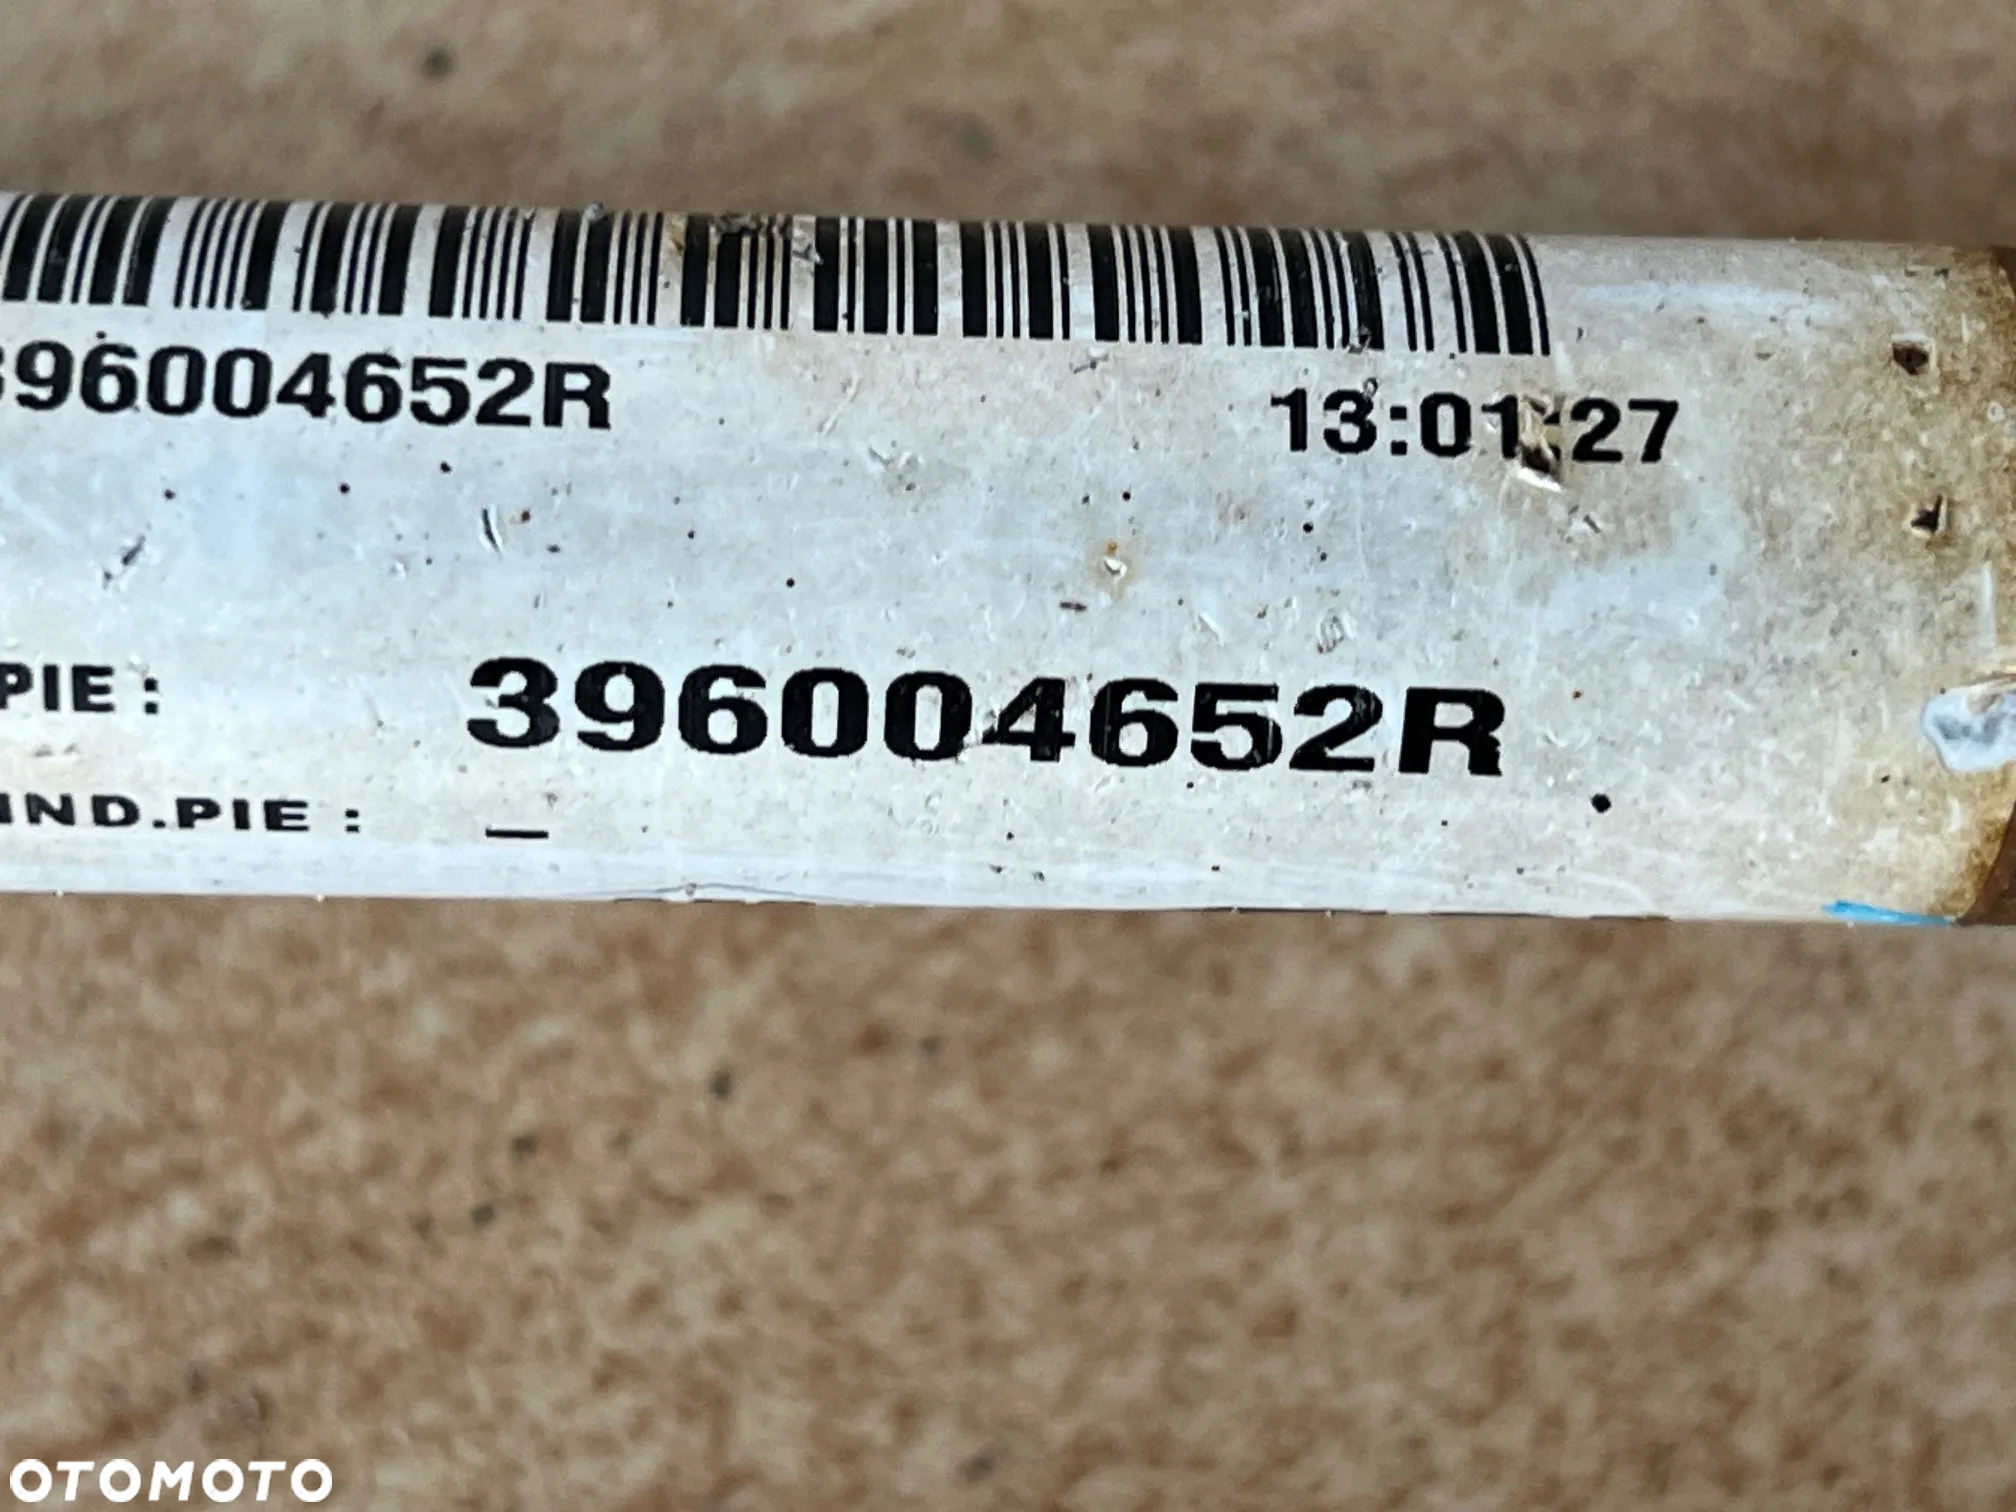 396004652R 13:01:27
PIE : 396004652R
IND.PIE : _
OTOMOTO